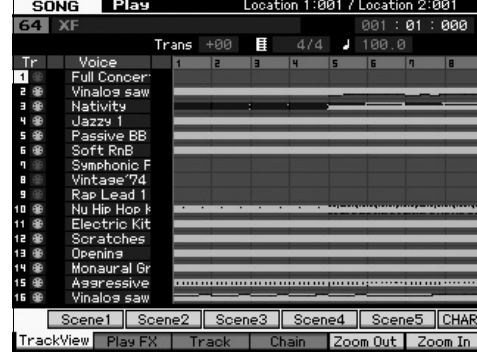 SONG Play Location 1:001 / Location 2:001
64 XF 001 : 01 : 000
Trans +00 4/4 ♩ 100.0
Tr Voice 1 2 3 4 5 6 7 8
1 Full Concer
2 Vinalog saw
3 Nativity
4 Jazzy 1
5 Passive BB
6 Soft RnB
7 Symphonic F
8 Vintage'74
9 Rap Lead 1
10 Nu Hip Hop K
11 Electric Kit
12 Scratches
13 Opening
14 Monaural Gr
15 Aggressive
16 Vinalog saw
Scene1 Scene2 Scene3 Scene4 Scene5 CHAR
TrackView Play FX Track Chain Zoom Out Zoom In